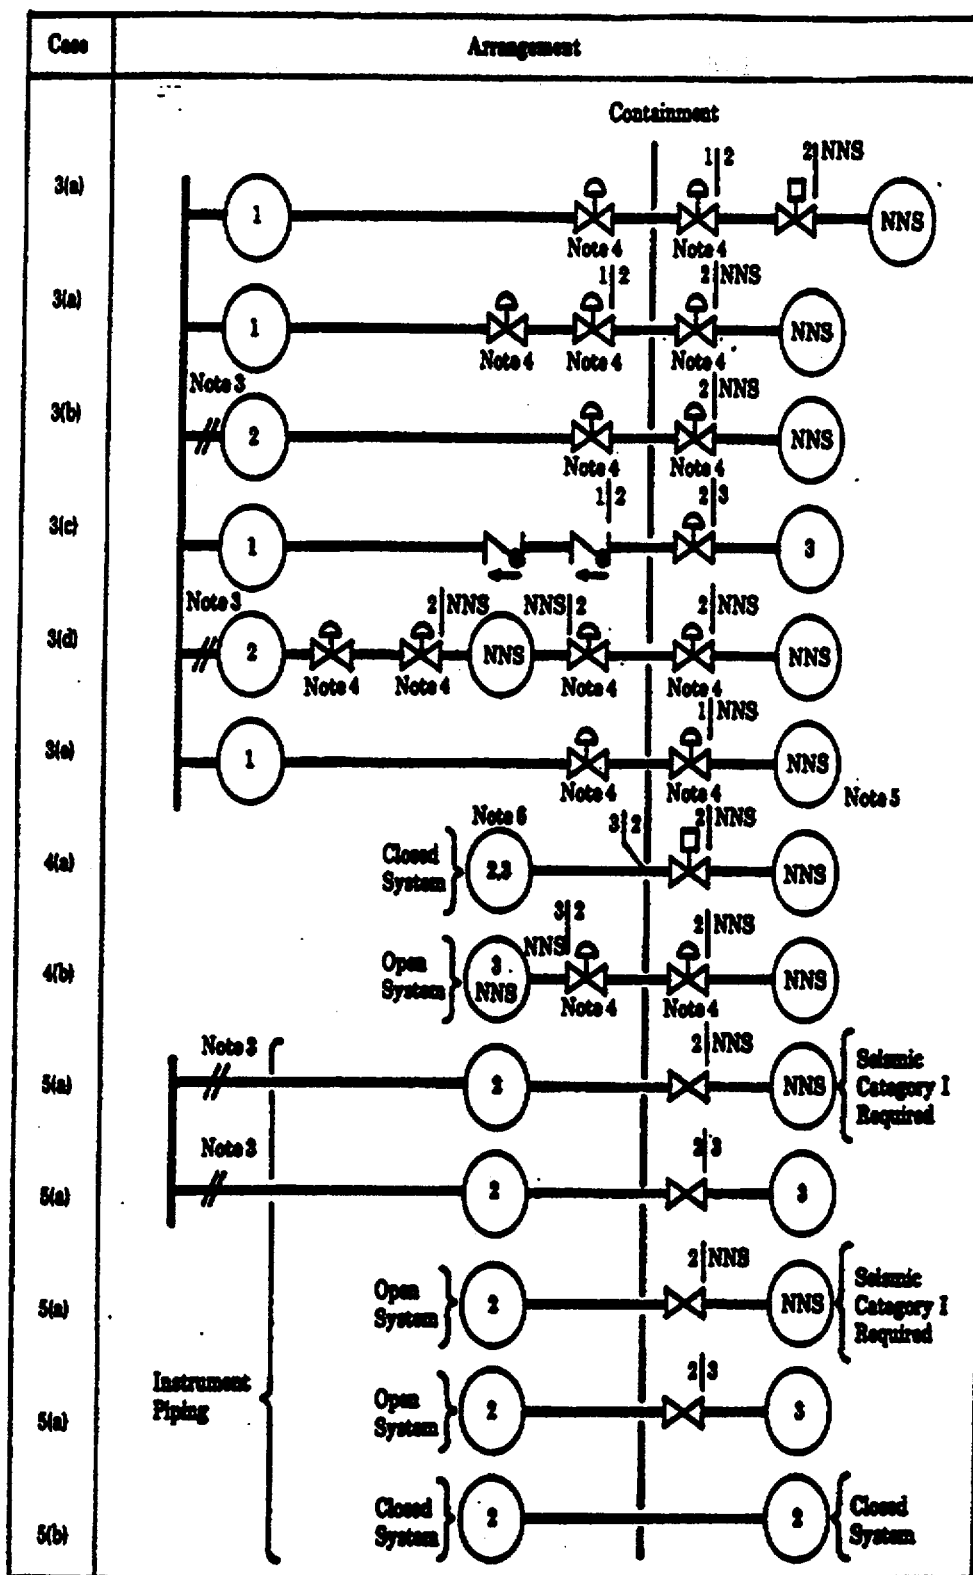 Case Arrangement
Containment
3(a) 1 Note 4 1 2 Note 4 2 NNS NNS
3(a) 1 Note 4 1 2 Note 4 2 NNS Note 4 NNS
Note 3
3(b) 2 Note 4 2 NNS Note 4 NNS
3(c) 1 1 2 2 3 3
Note 3
3(d) 2 Note 4 2 NNS Note 4 NNS NNS 2 Note 4 2 NNS Note 4 NNS
3(e) 1 Note 4 1 NNS Note 4 NNS
Note 5
Note 6
4(a) Closed System 2,3 3 2 2 NNS NNS
4(b) Open System 3 NNS 3 2 NNS Note 4 2 NNS Note 4 NNS
5(a) Note 3 2 2 NNS NNS Seismic Category I Required
5(a) Note 3 2 2 3 3
5(a) Open System 2 2 NNS NNS Seismic Category I Required
Instrument Piping
5(a) Open System 2 2 3 3
5(b) Closed System 2 2 Closed System